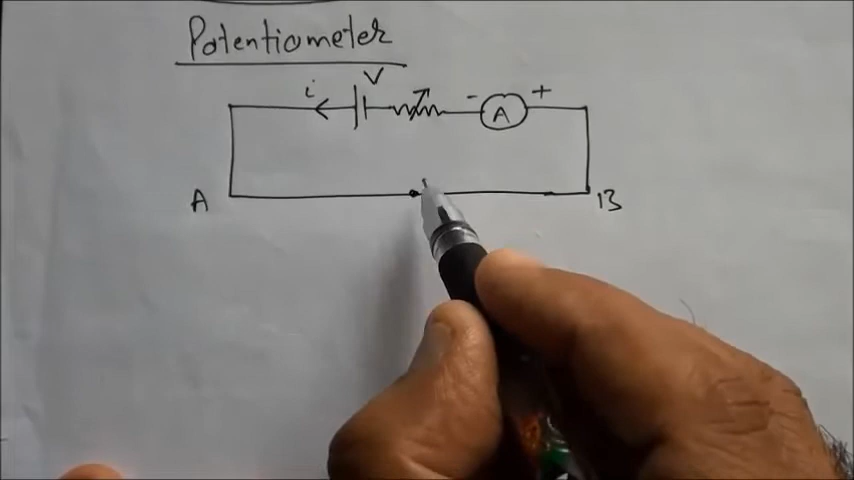 Potentiometer
i V
- A +
A B